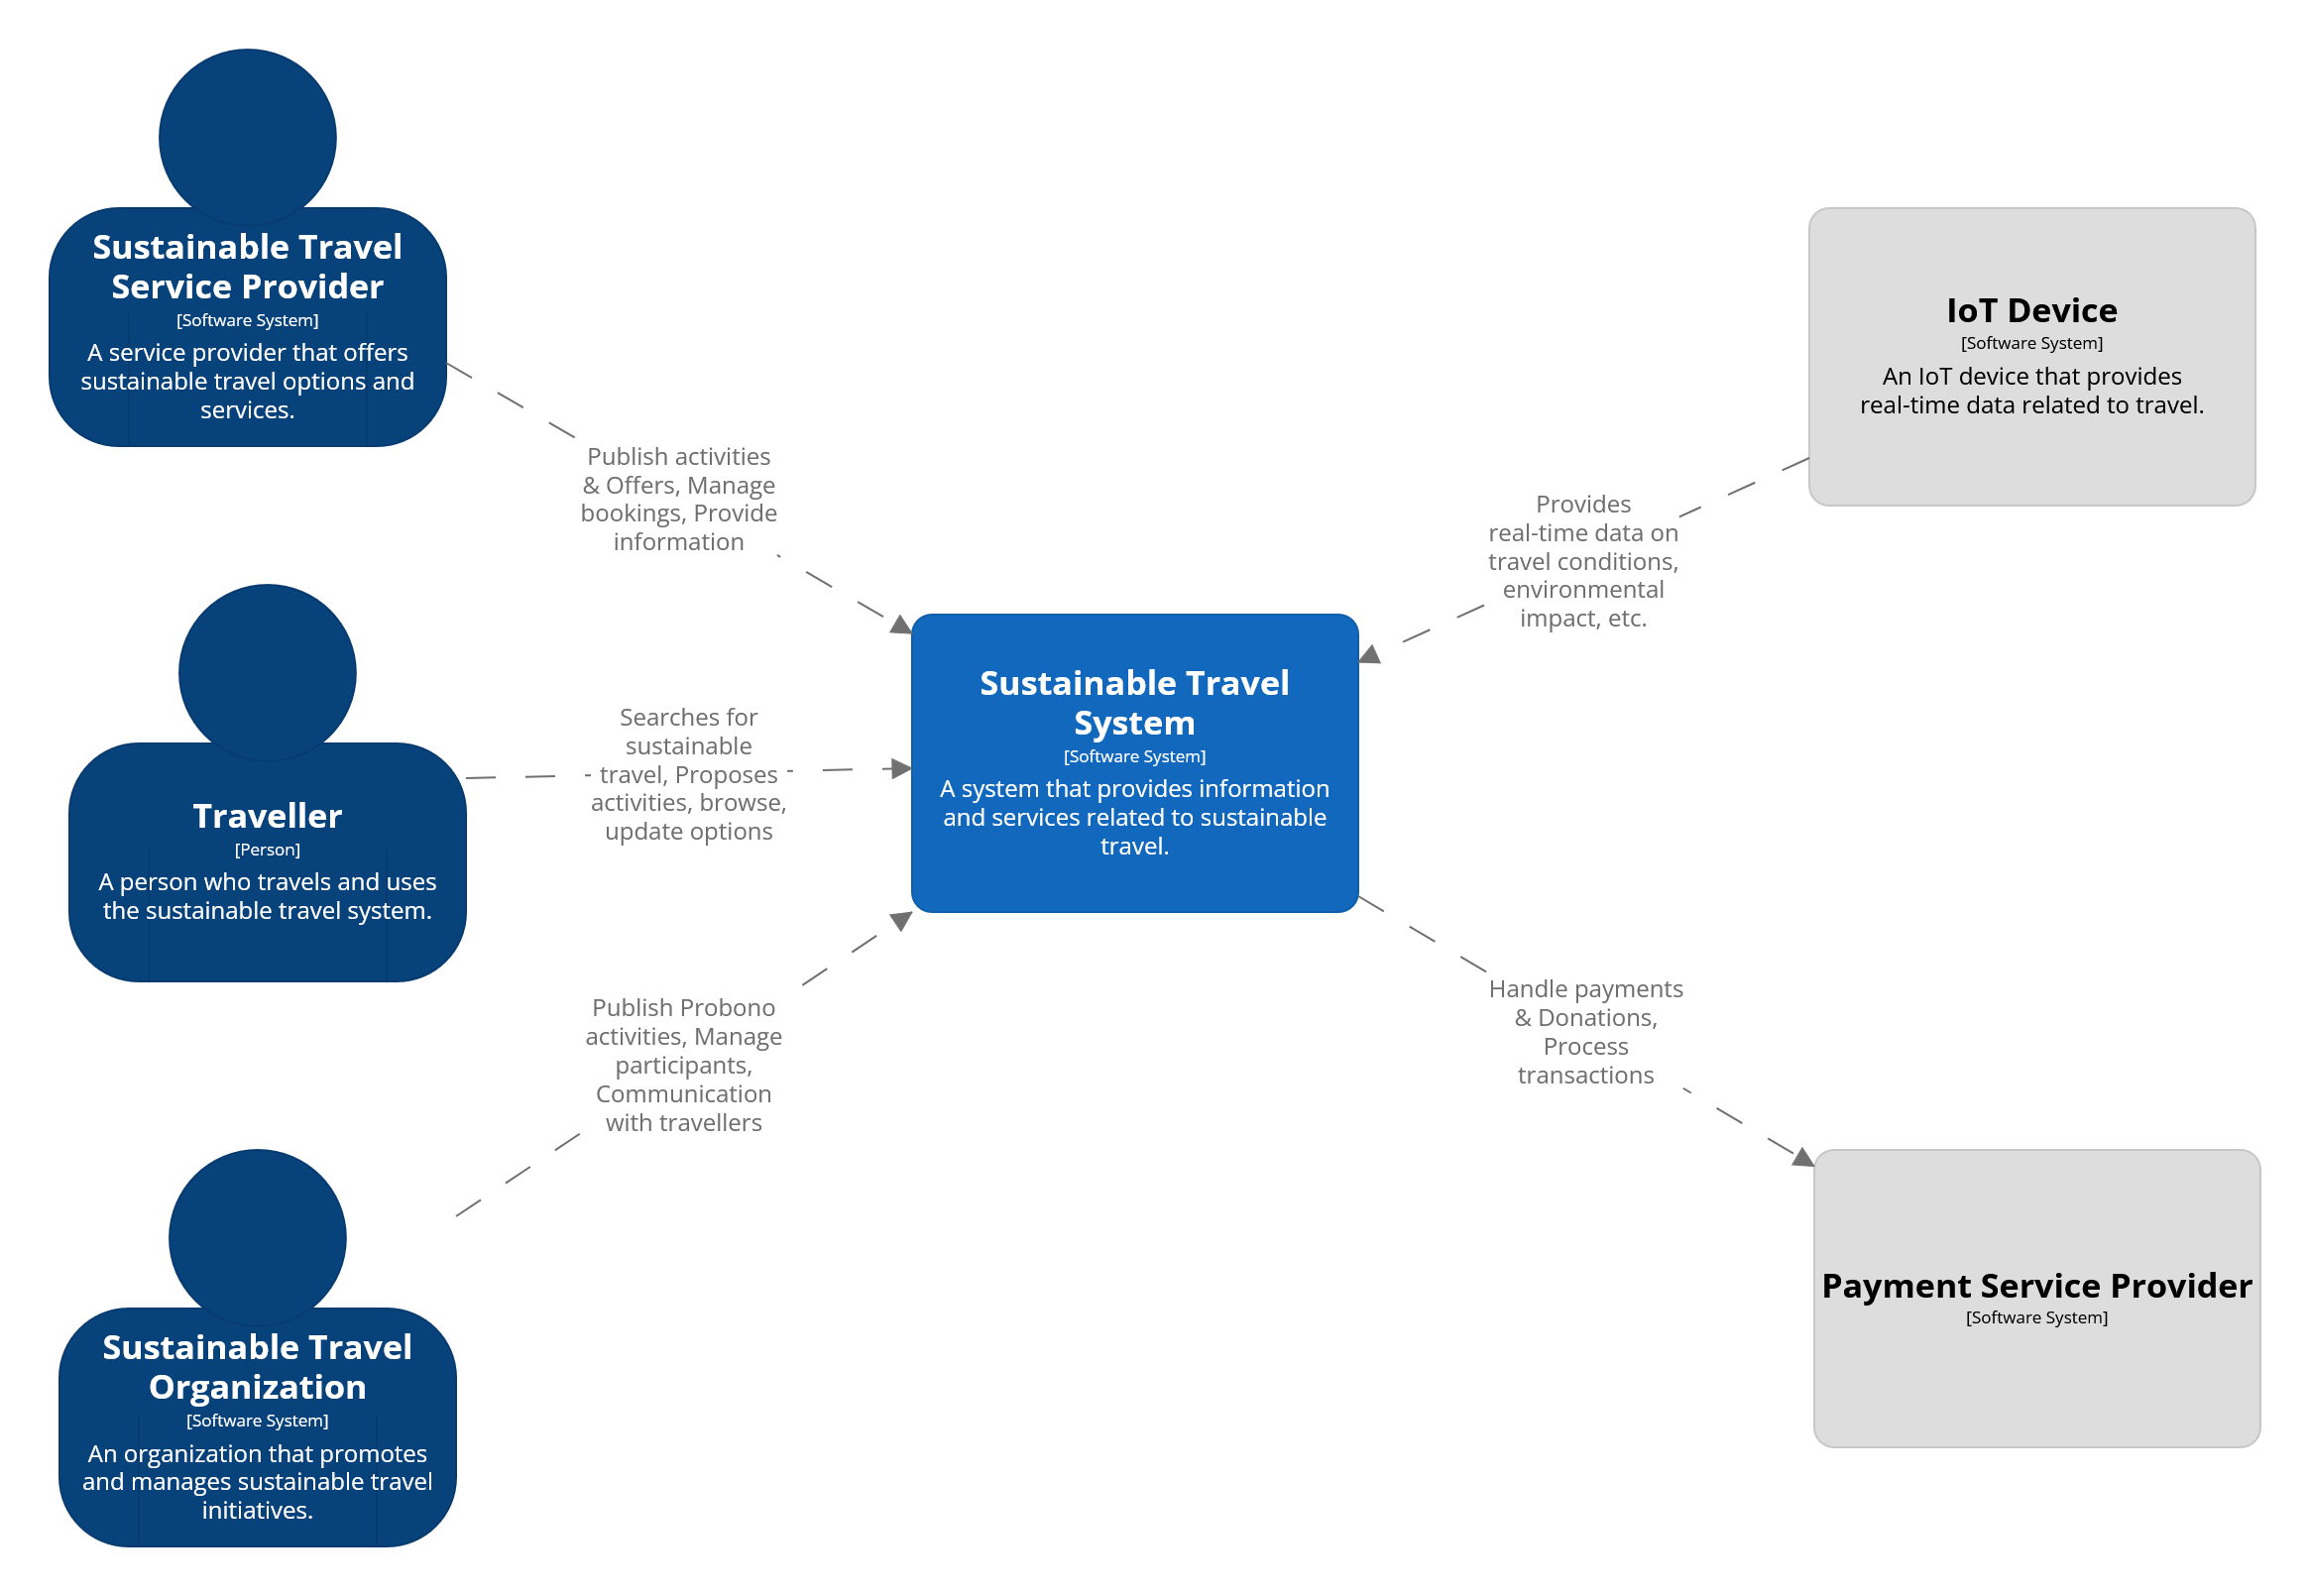 Sustainable Travel
Service Provider
[Software System]
A service provider that offers
sustainable travel options and
services.
Publish activities
& Offers, Manage
bookings, Provide
information
Traveller
[Person]
A person who travels and uses
the sustainable travel system.
Searches for
sustainable
travel, Proposes
activities, browse,
update options
Sustainable Travel
Organization
[Software System]
An organization that promotes
and manages sustainable travel
initiatives.
Publish Probono
activities, Manage
participants,
Communication
with travellers
Sustainable Travel
System
[Software System]
A system that provides information
and services related to sustainable
travel.
IoT Device
[Software System]
An IoT device that provides
real-time data related to travel.
Provides
real-time data on
travel conditions,
environmental
impact, etc.
Handle payments
& Donations,
Process
transactions
Payment Service Provider
[Software System]